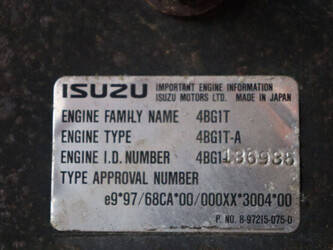 ISUZU IMPORTANT ENGINE INFORMATION
ISUZU MOTORS LTD. MADE IN JAPAN
ENGINE FAMILY NAME 4BG1T
ENGINE TYPE 4BG1T-A
ENGINE I.D. NUMBER 4BG1-136935
TYPE APPROVAL NUMBER
e9*97/68CA*00/000XX*3004*00
P. NO. 8-97215-075-0